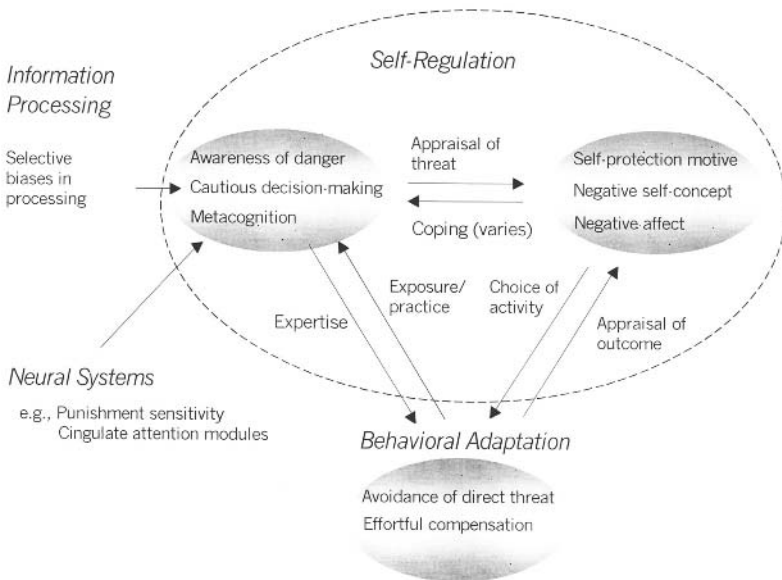 Self-Regulation
Information
Processing
Selective
biases in
processing
Awareness of danger
Cautious decision-making
Metacognition
Appraisal of
threat
Coping (varies)
Self-protection motive
Negative self-concept
Negative affect
Expertise
Exposure/
practice
Choice of
activity
Appraisal of
outcome
Neural Systems
e.g., Punishment sensitivity
Cingulate attention modules
Behavioral Adaptation
Avoidance of direct threat
Effortful compensation